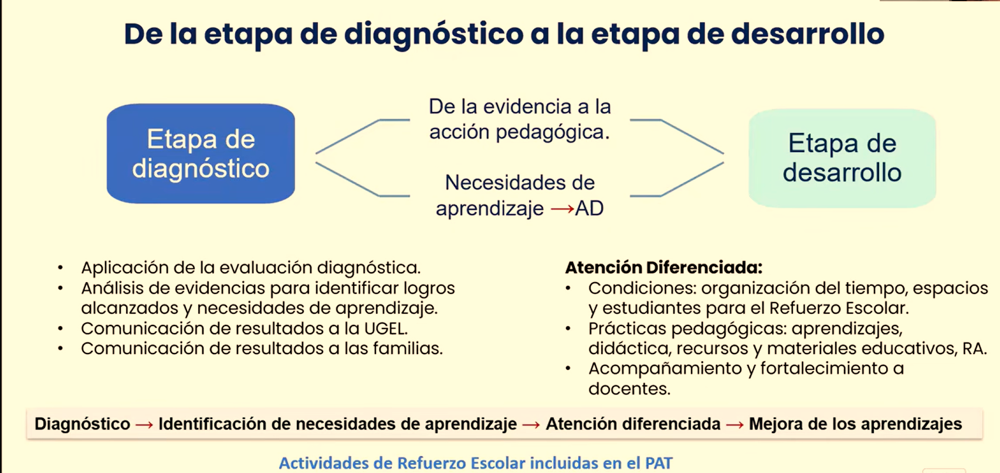 De la etapa de diagnóstico a la etapa de desarrollo
Etapa de
diagnóstico
De la evidencia a la
acción pedagógica.
Necesidades de
aprendizaje →AD
Etapa de
desarrollo
• Aplicación de la evaluación diagnóstica.
• Análisis de evidencias para identificar logros
alcanzados y necesidades de aprendizaje.
• Comunicación de resultados a la UGEL.
• Comunicación de resultados a las familias.
Atención Diferenciada:
• Condiciones: organización del tiempo, espacios
y estudiantes para el Refuerzo Escolar.
• Prácticas pedagógicas: aprendizajes,
didáctica, recursos y materiales educativos, RA.
• Acompañamiento y fortalecimiento a
docentes.
Diagnóstico → Identificación de necesidades de aprendizaje → Atención diferenciada → Mejora de los aprendizajes
Actividades de Refuerzo Escolar incluidas en el PAT